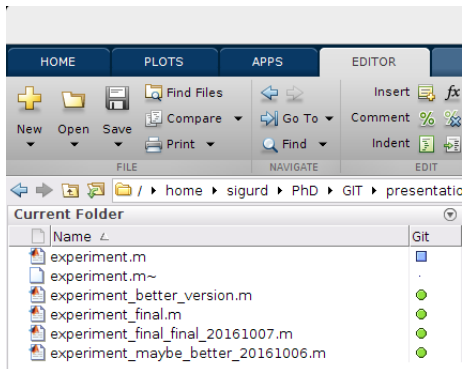 HOME PLOTS APPS EDITOR
Find Files Insert fx
New Open Save Compare Go To Comment %
Print Find Indent
FILE NAVIGATE EDIT
/ home sigurd PhD GIT presentatio
Current Folder
Name Git
experiment.m
experiment.m~
experiment_better_version.m
experiment_final.m
experiment_final_final_20161007.m
experiment_maybe_better_20161006.m